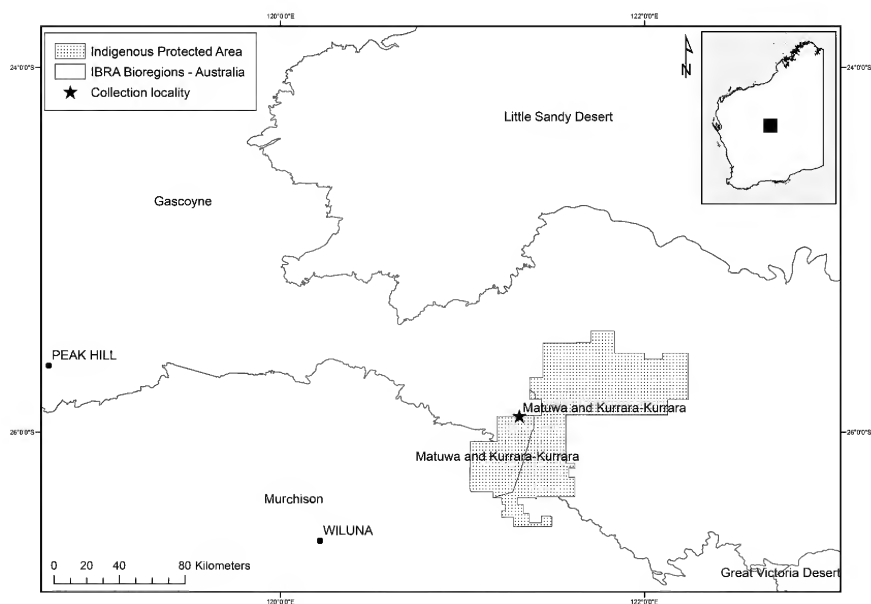 120°0'0"E
122°0'0"E
Indigenous Protected Area
IBRA Bioregions - Australia
Collection locality
24°0'0"S
24°0'0"S
N
Little Sandy Desert
Gascoyne
PEAK HILL
Matuwa and Kurrara-Kurrara
26°0'0"S
26°0'0"S
Matuwa and Kurrara-Kurrara
Murchison
WILUNA
0 20 40 80 Kilometers
Great Victoria Desert
120°0'0"E
122°0'0"E